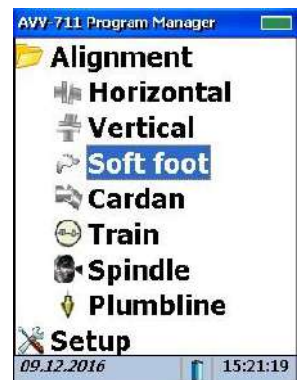 AVV-711 Program Manager
Alignment
Horizontal
Vertical
Soft foot
Cardan
Train
Spindle
Plumbline
Setup
09.12.2016 15:21:19